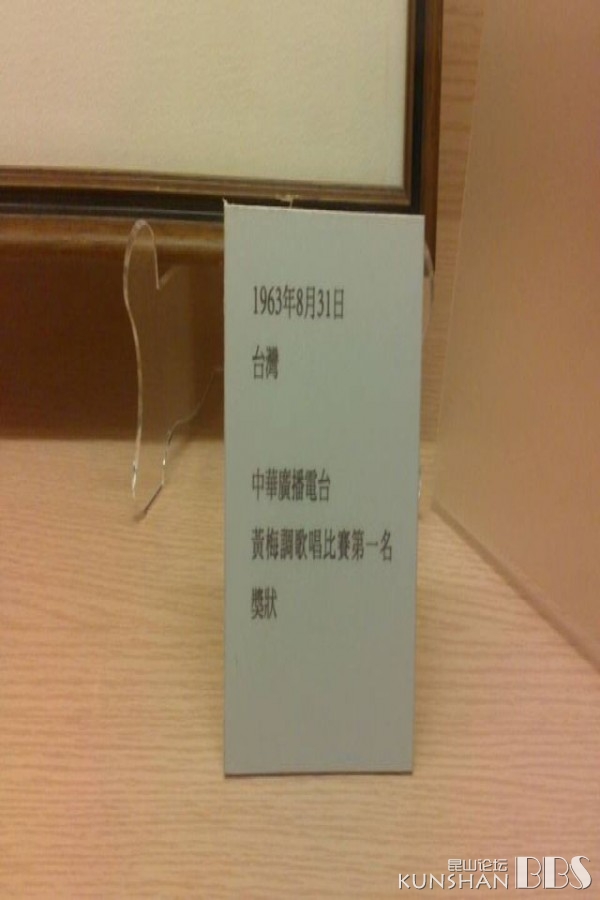 1963年8月31日
台灣
中華廣播電台
黃梅調歌唱比賽第一名
獎狀
昆山论坛
KUNSHAN BBS